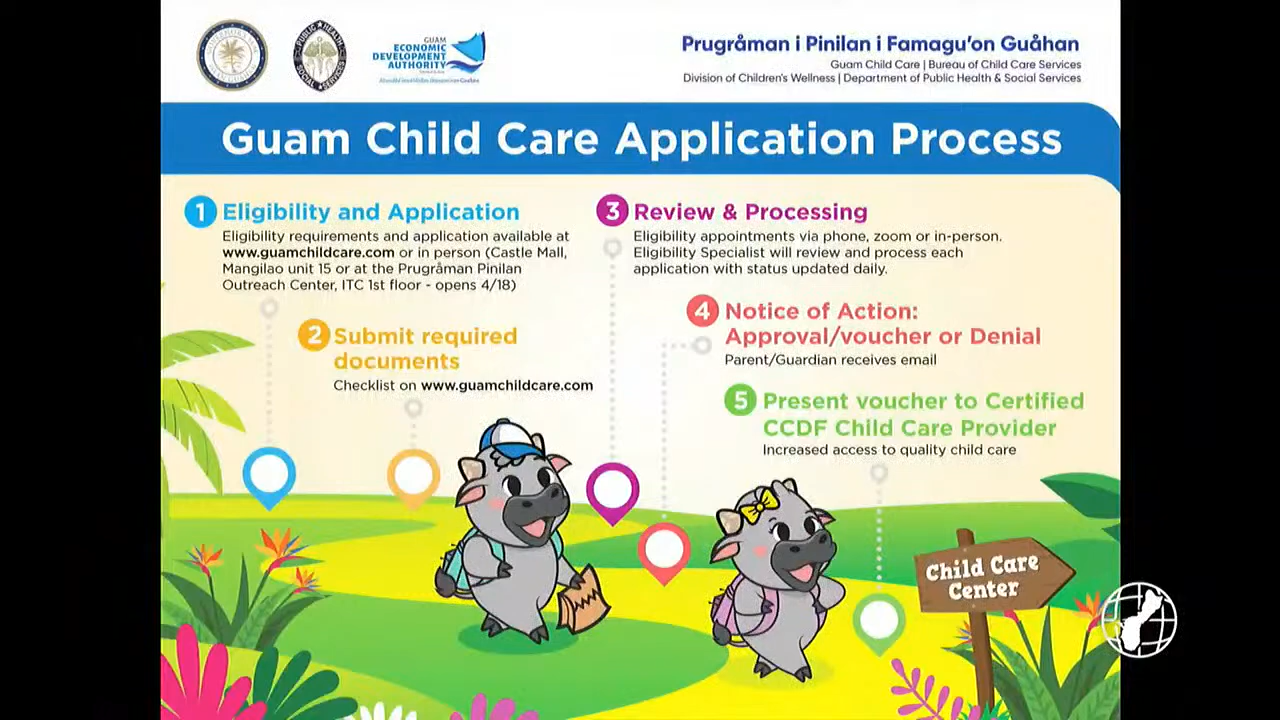 PUBLIC HEALTH
SOCIAL SERVICES
GUAM
ECONOMIC
DEVELOPMENT
AUTHORITY
Prugråman i Pinilan i Famagu'on Guåhan
Guam Child Care | Bureau of Child Care Services
Division of Children's Wellness | Department of Public Health & Social Services
Guam Child Care Application Process
1 Eligibility and Application
Eligibility requirements and application available at
www.guamchildcare.com or in person (Castle Mall,
Mangilao unit 15 or at the Prugråman Pinilan
Outreach Center, ITC 1st floor - opens 4/18)
2 Submit required
documents
Checklist on www.guamchildcare.com
3 Review & Processing
Eligibility appointments via phone, zoom or in-person.
Eligibility Specialist will review and process each
application with status updated daily.
4 Notice of Action:
Approval/voucher or Denial
Parent/Guardian receives email
5 Present voucher to Certified
CCDF Child Care Provider
Increased access to quality child care
Child Care
Center